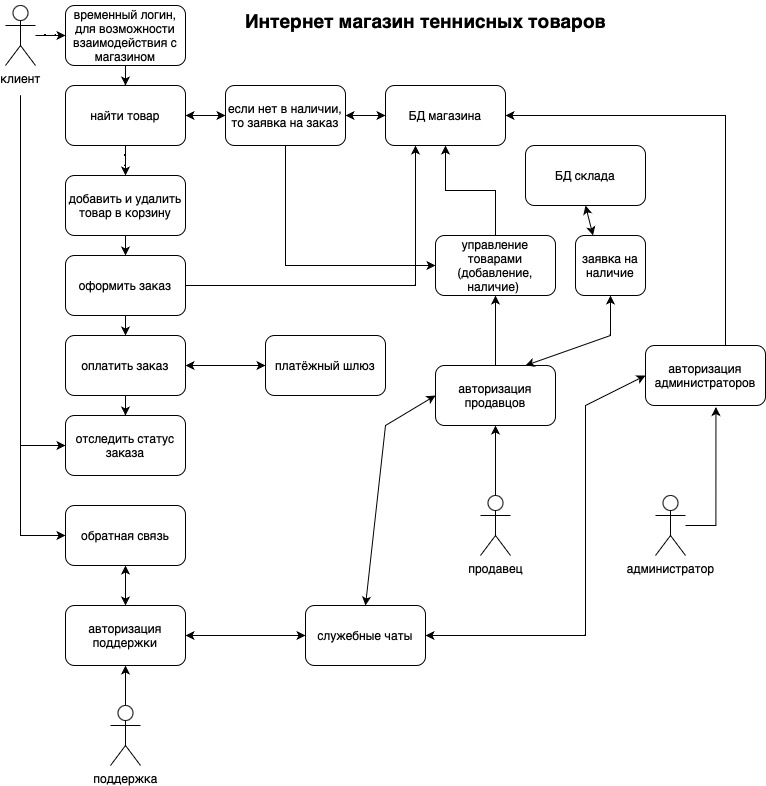 Интернет магазин теннисных товаров
клиент
временный логин,
для возможности
взаимодействия с
магазином
найти товар
если нет в наличии,
то заявка на заказ
БД магазина
БД склада
добавить и удалить
товар в корзину
управление
товарами
(добавление,
наличие)
заявка на
наличие
оформить заказ
оплатить заказ
платёжный шлюз
авторизация
продавцов
авторизация
администраторов
отследить статус
заказа
обратная связь
продавец
администратор
авторизация
поддержки
служебные чаты
поддержка